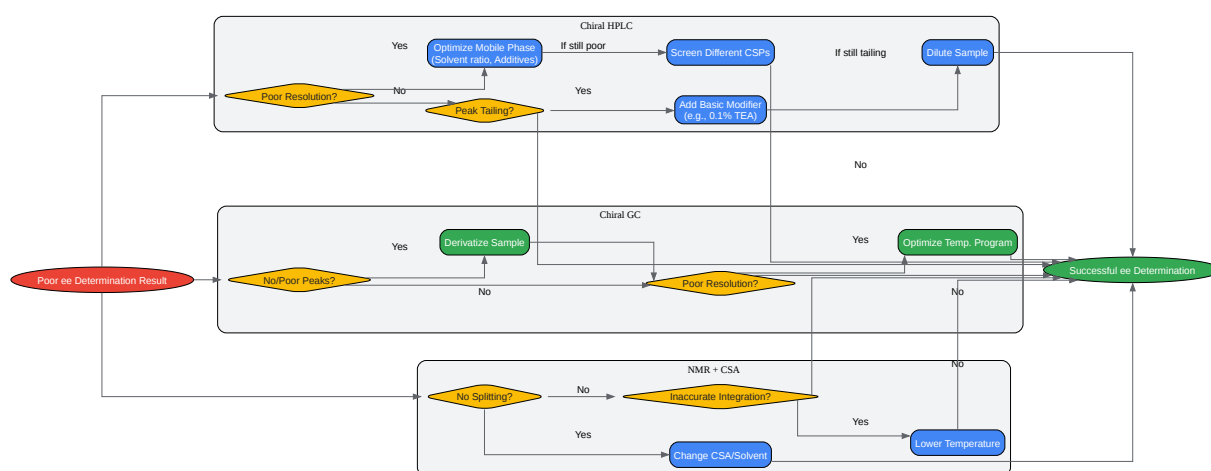 Chiral HPLC
Yes
Optimize Mobile Phase
(Solvent ratio, Additives)
If still poor
Screen Different CSPs
If still tailing
Dilute Sample
Poor Resolution?
No
Peak Tailing?
Yes
Add Basic Modifier
(e.g., 0.1% TEA)
No
Chiral GC
Yes
Derivatize Sample
Yes
Optimize Temp. Program
Poor ee Determination Result
No/Poor Peaks?
No
Poor Resolution?
No
Successful ee Determination
NMR + CSA
No
No Splitting?
No
Inaccurate Integration?
Yes
Change CSA/Solvent
Yes
Lower Temperature